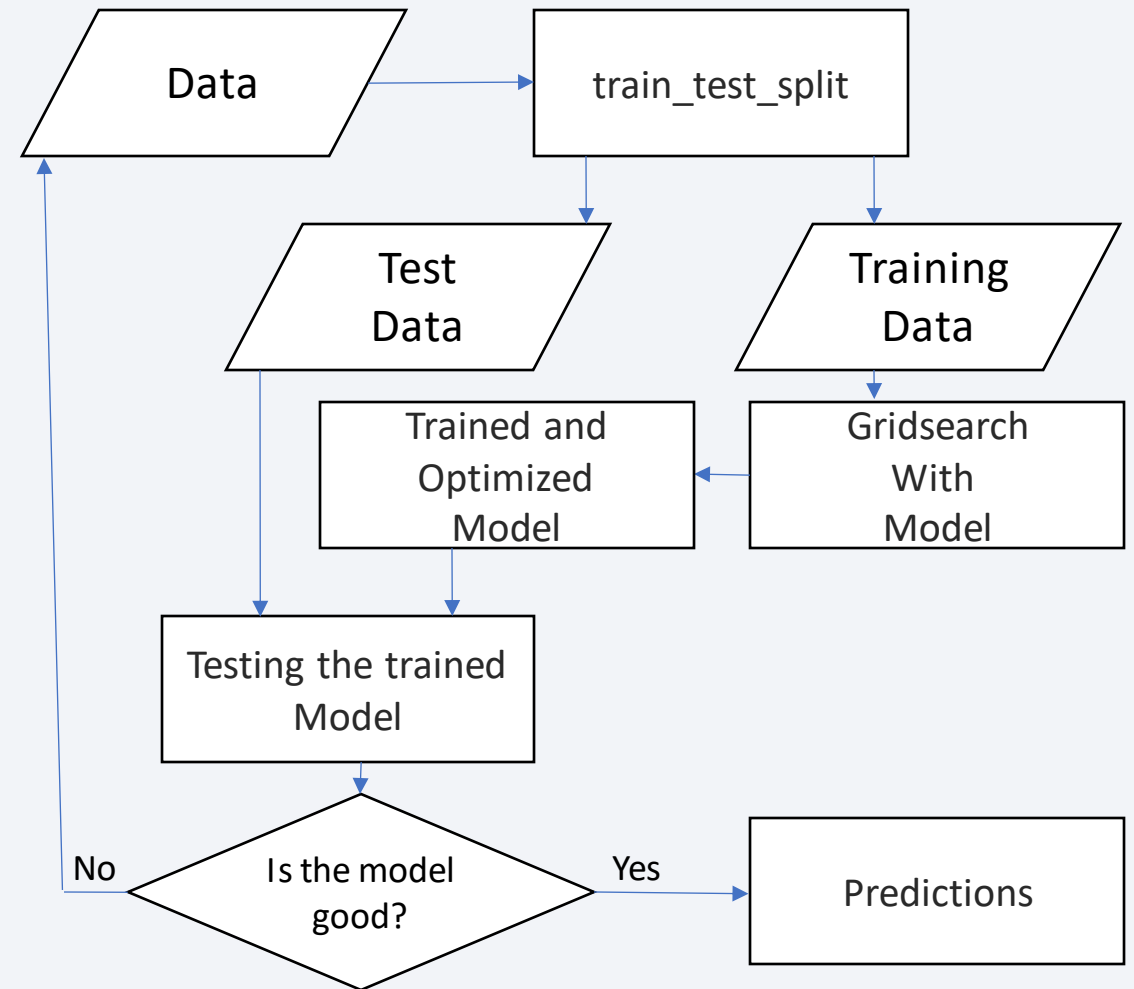 Data
train_test_split
Test
Data
Training
Data
Trained and
Optimized
Model
Gridsearch
With
Model
Testing the trained
Model
No
Is the model
good?
Yes
Predictions